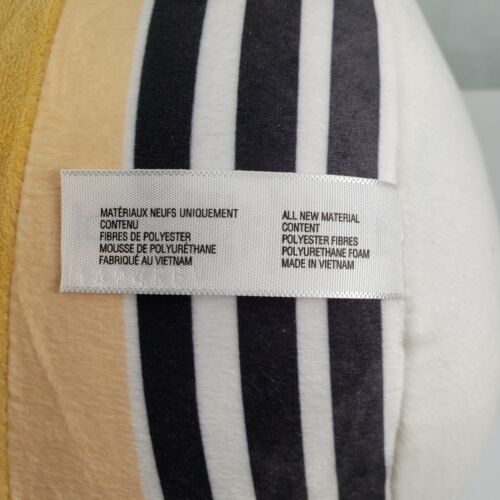 MATÉRIAUX NEUFS UNIQUEMENT
CONTENU
FIBRES DE POLYESTER
MOUSSE DE POLYURÉTHANE
FABRIQUÉ AU VIETNAM
ALL NEW MATERIAL
CONTENT
POLYESTER FIBRES
POLYURETHANE FOAM
MADE IN VIETNAM